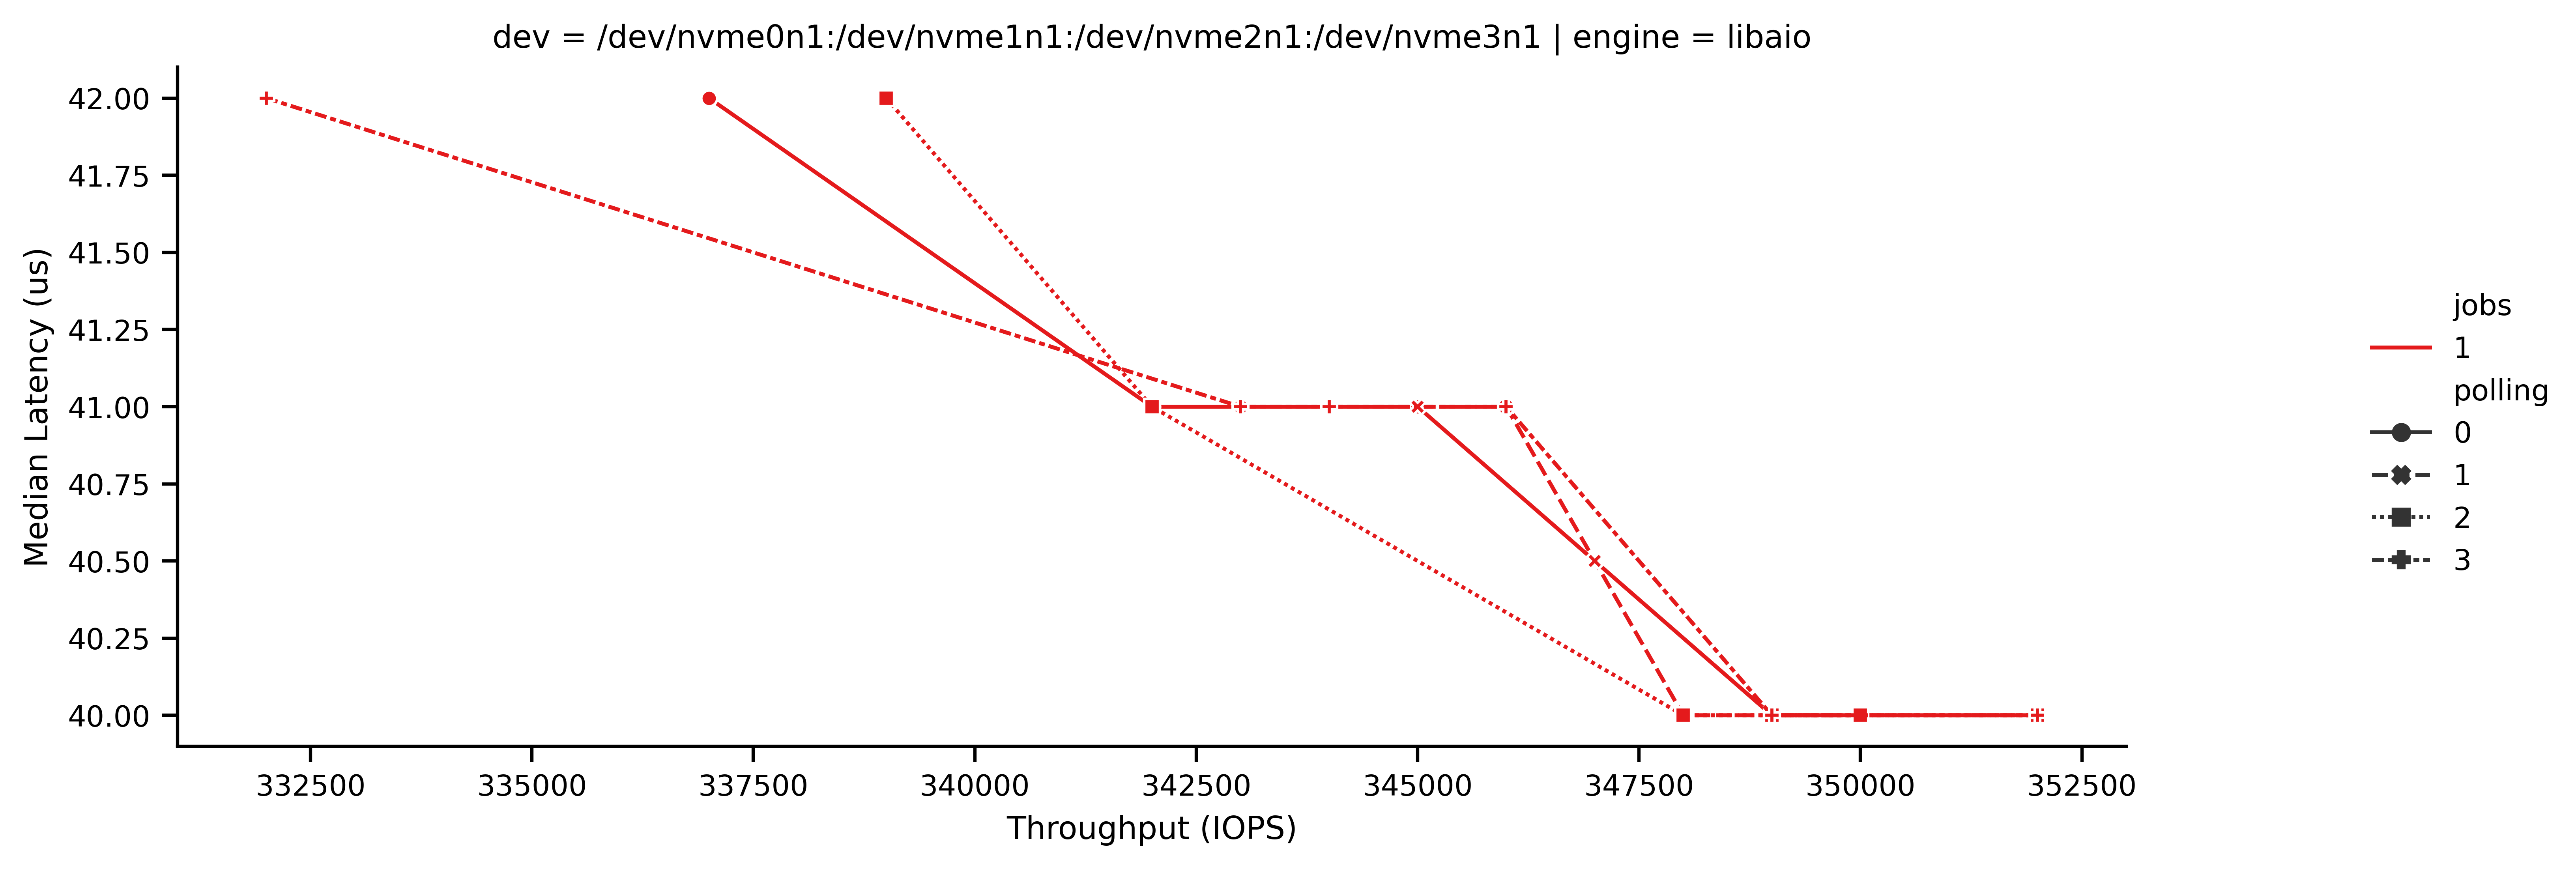 dev = /dev/nvme0n1:/dev/nvme1n1:/dev/nvme2n1:/dev/nvme3n1 | engine = libaio
Median Latency (us)
42.00
41.75
41.50
41.25
41.00
40.75
40.50
40.25
40.00
332500 335000 337500 340000 342500 345000 347500 350000 352500
Throughput (IOPS)
jobs
1
polling
0
1
2
3